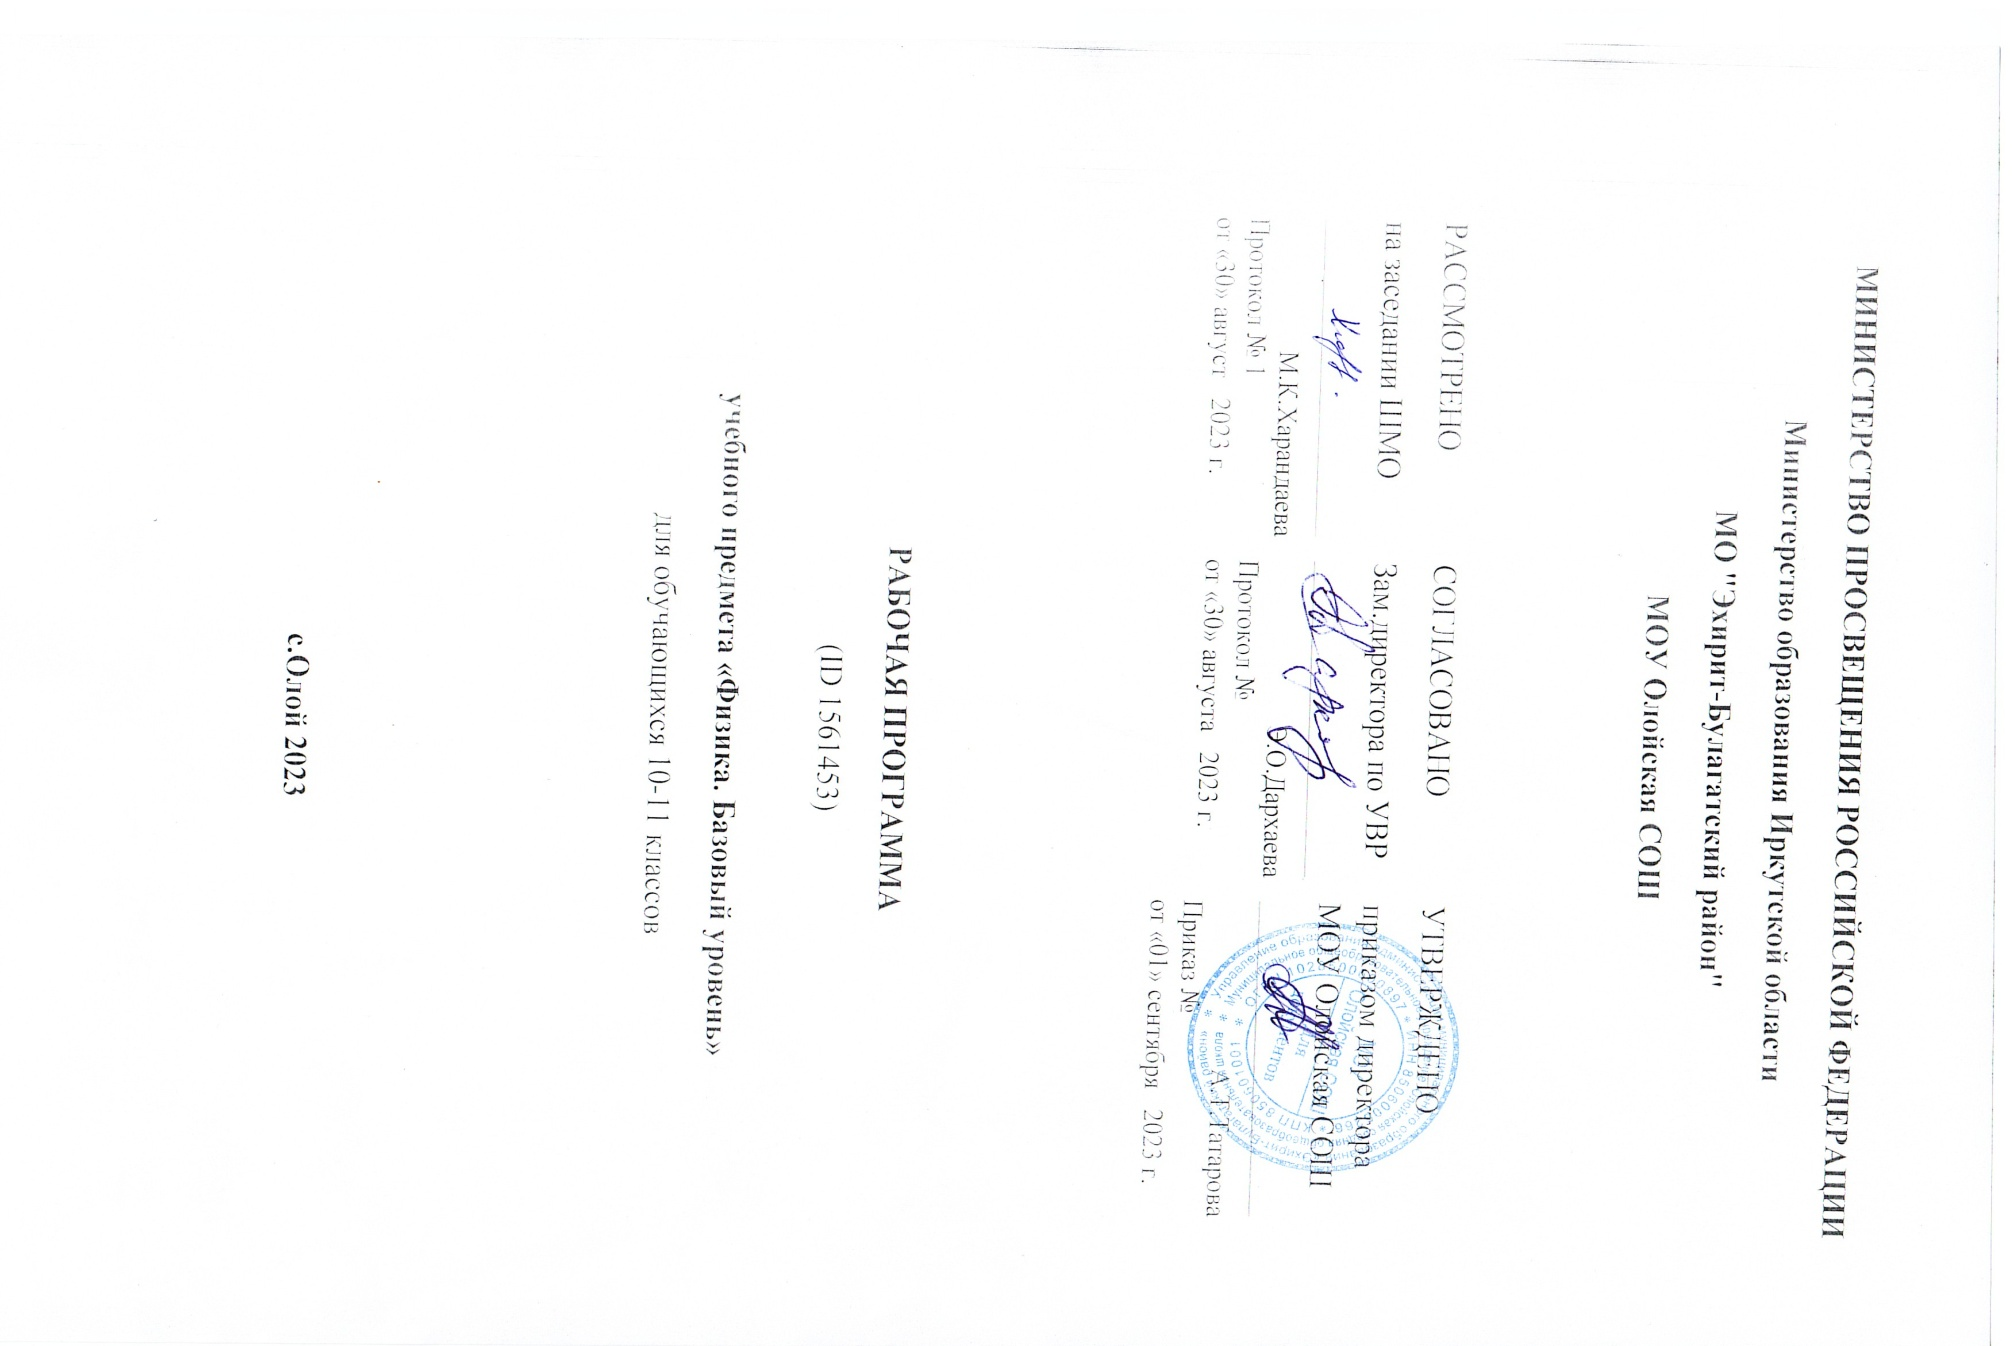 МИНИСТЕРСТВО ПРОСВЕЩЕНИЯ РОССИЙСКОЙ ФЕДЕРАЦИИ
Министерство образования Иркутской области
МО "Эхирит-Булагатский район"
МОУ Олойская СОШ
РАССМОТРЕНО
на заседании ШМО
М.К.Харандаева
Протокол № 1
от «30» август 2023 г.
СОГЛАСОВАНО
Зам.директора по УВР
О.Дархаева
Протокол №
от «30» августа 2023 г.
УТВЕРЖДЕНО
приказом директора
МОУ Олойская СОШ
Татарова
Приказ №
от «01» сентября 2023 г.
РАБОЧАЯ ПРОГРАММА
(ID 1561453)
учебного предмета «Физика. Базовый уровень»
для обучающихся 10-11 классов
с.Олой 2023